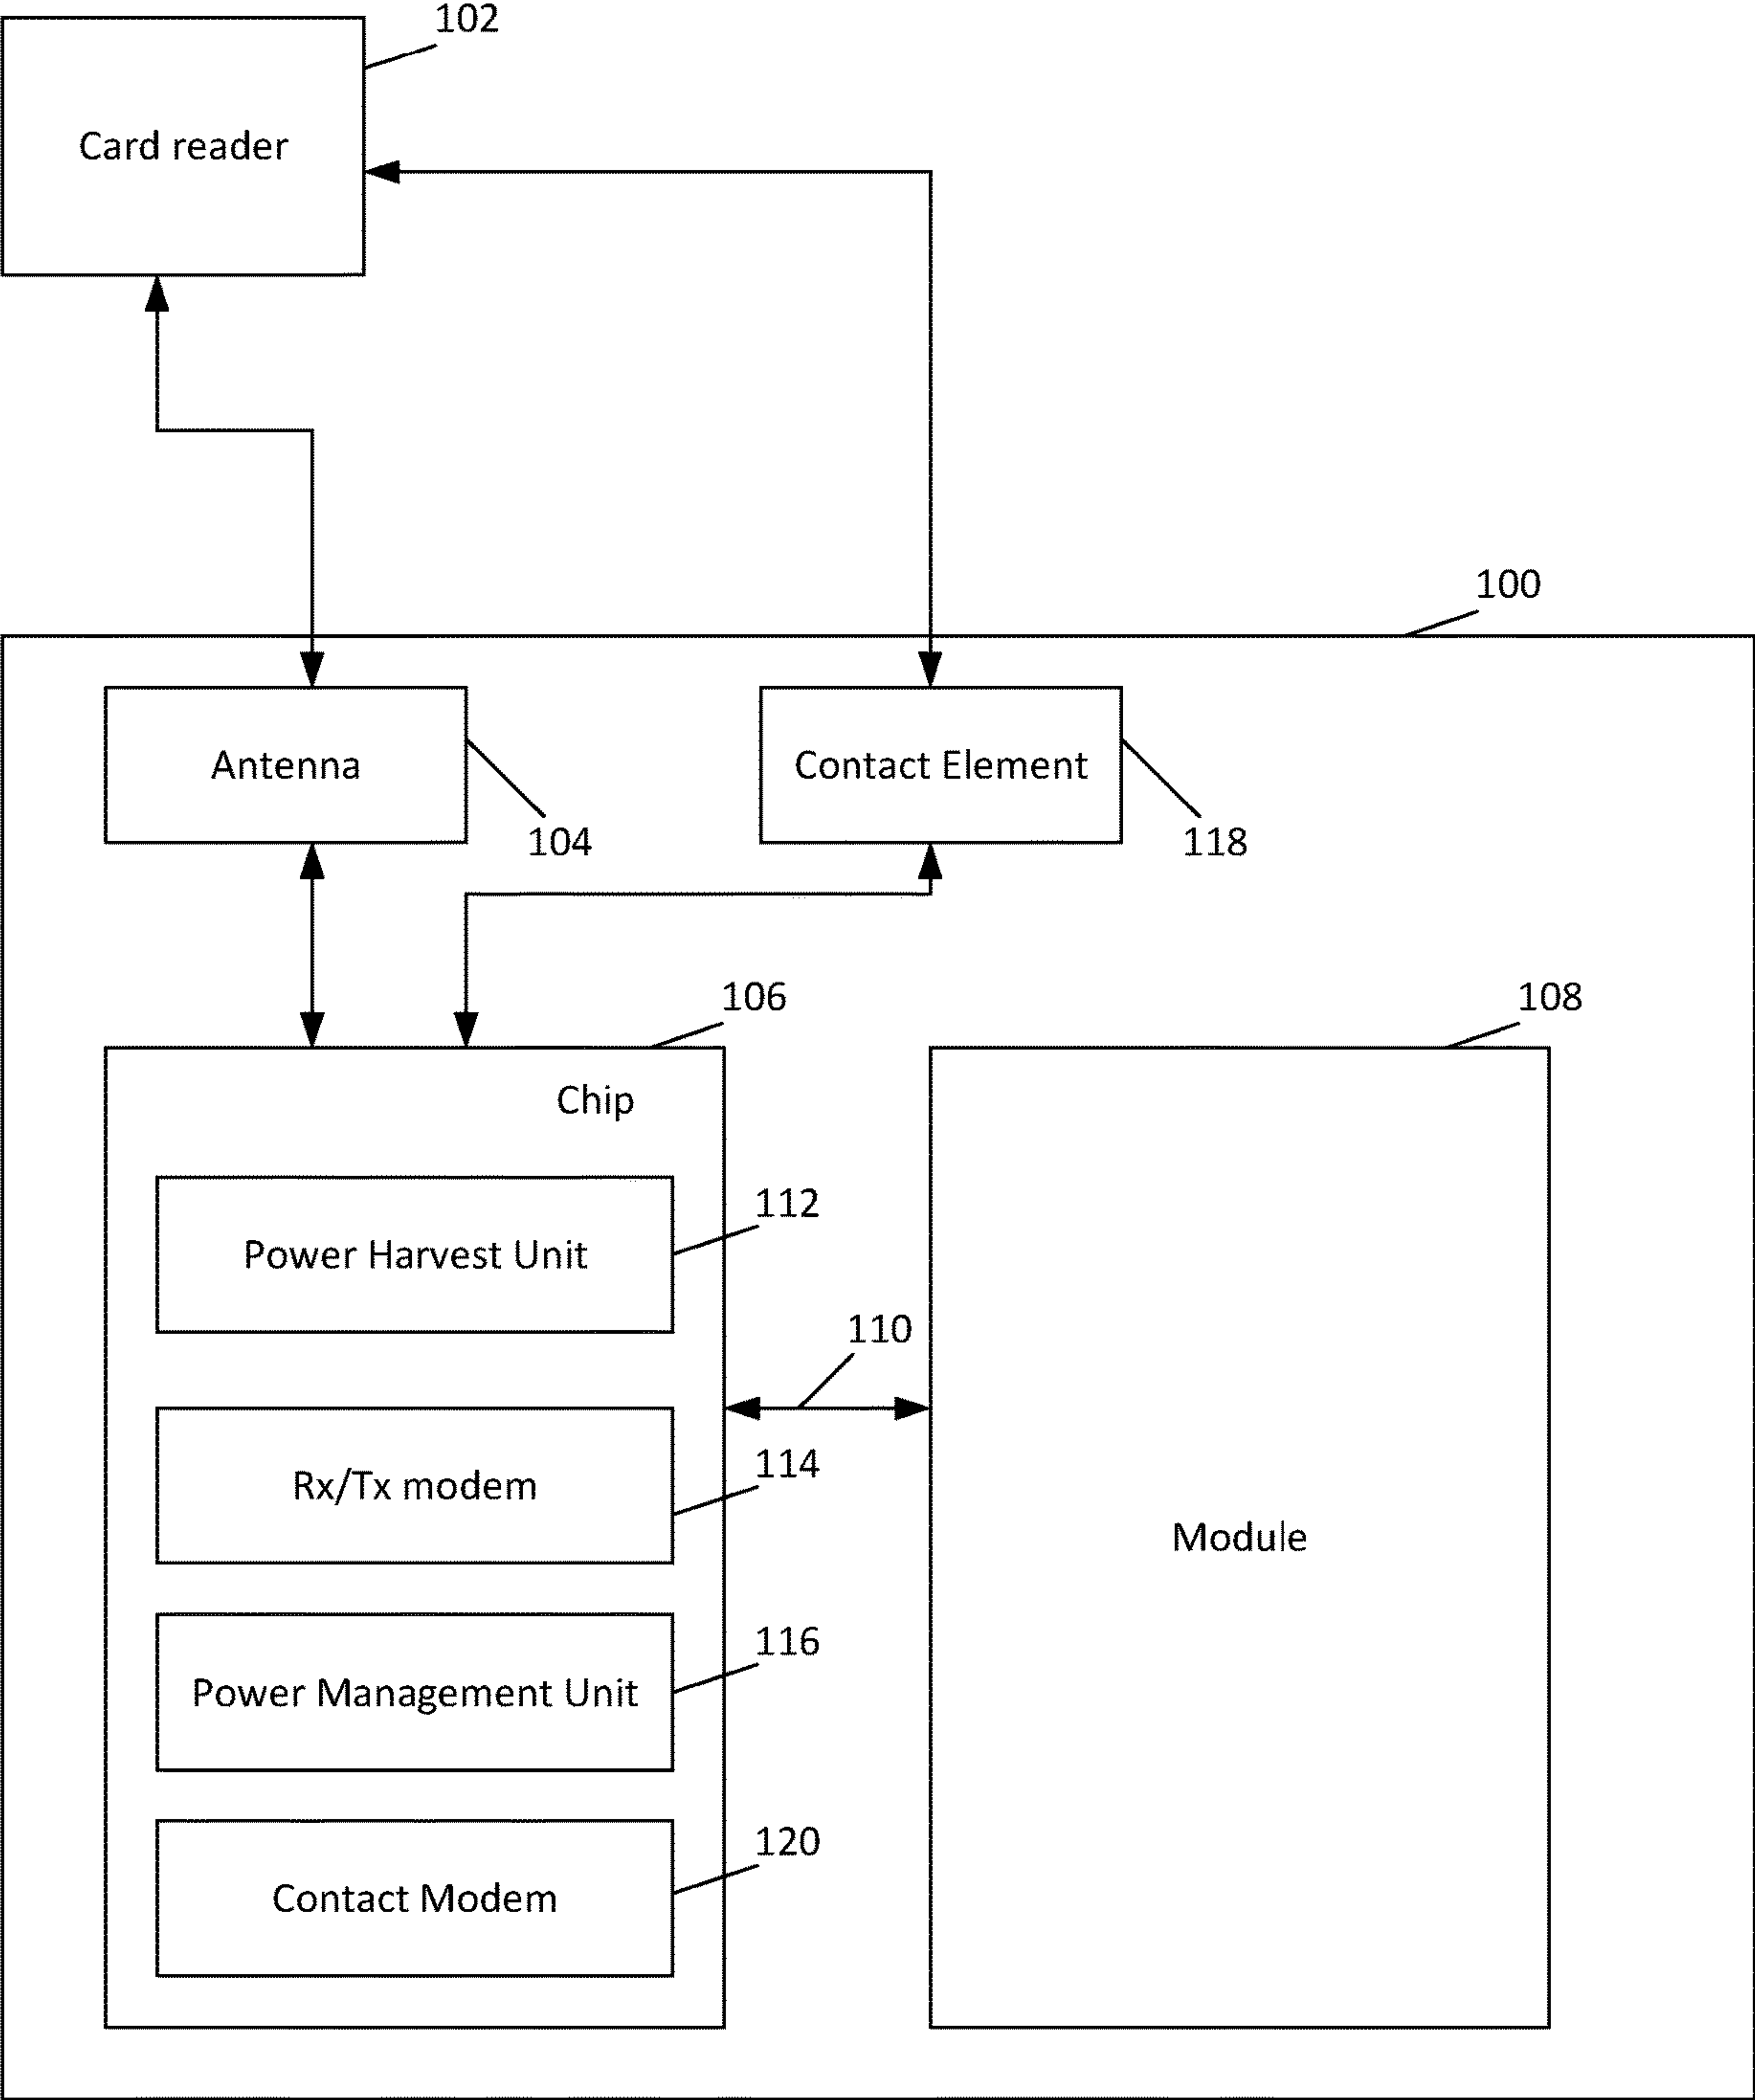 102
Card reader
100
Antenna
Contact Element
104
118
106
108
Chip
112
Power Harvest Unit
110
114
Rx/Tx modem
Module
116
Power Management Unit
120
Contact Modem